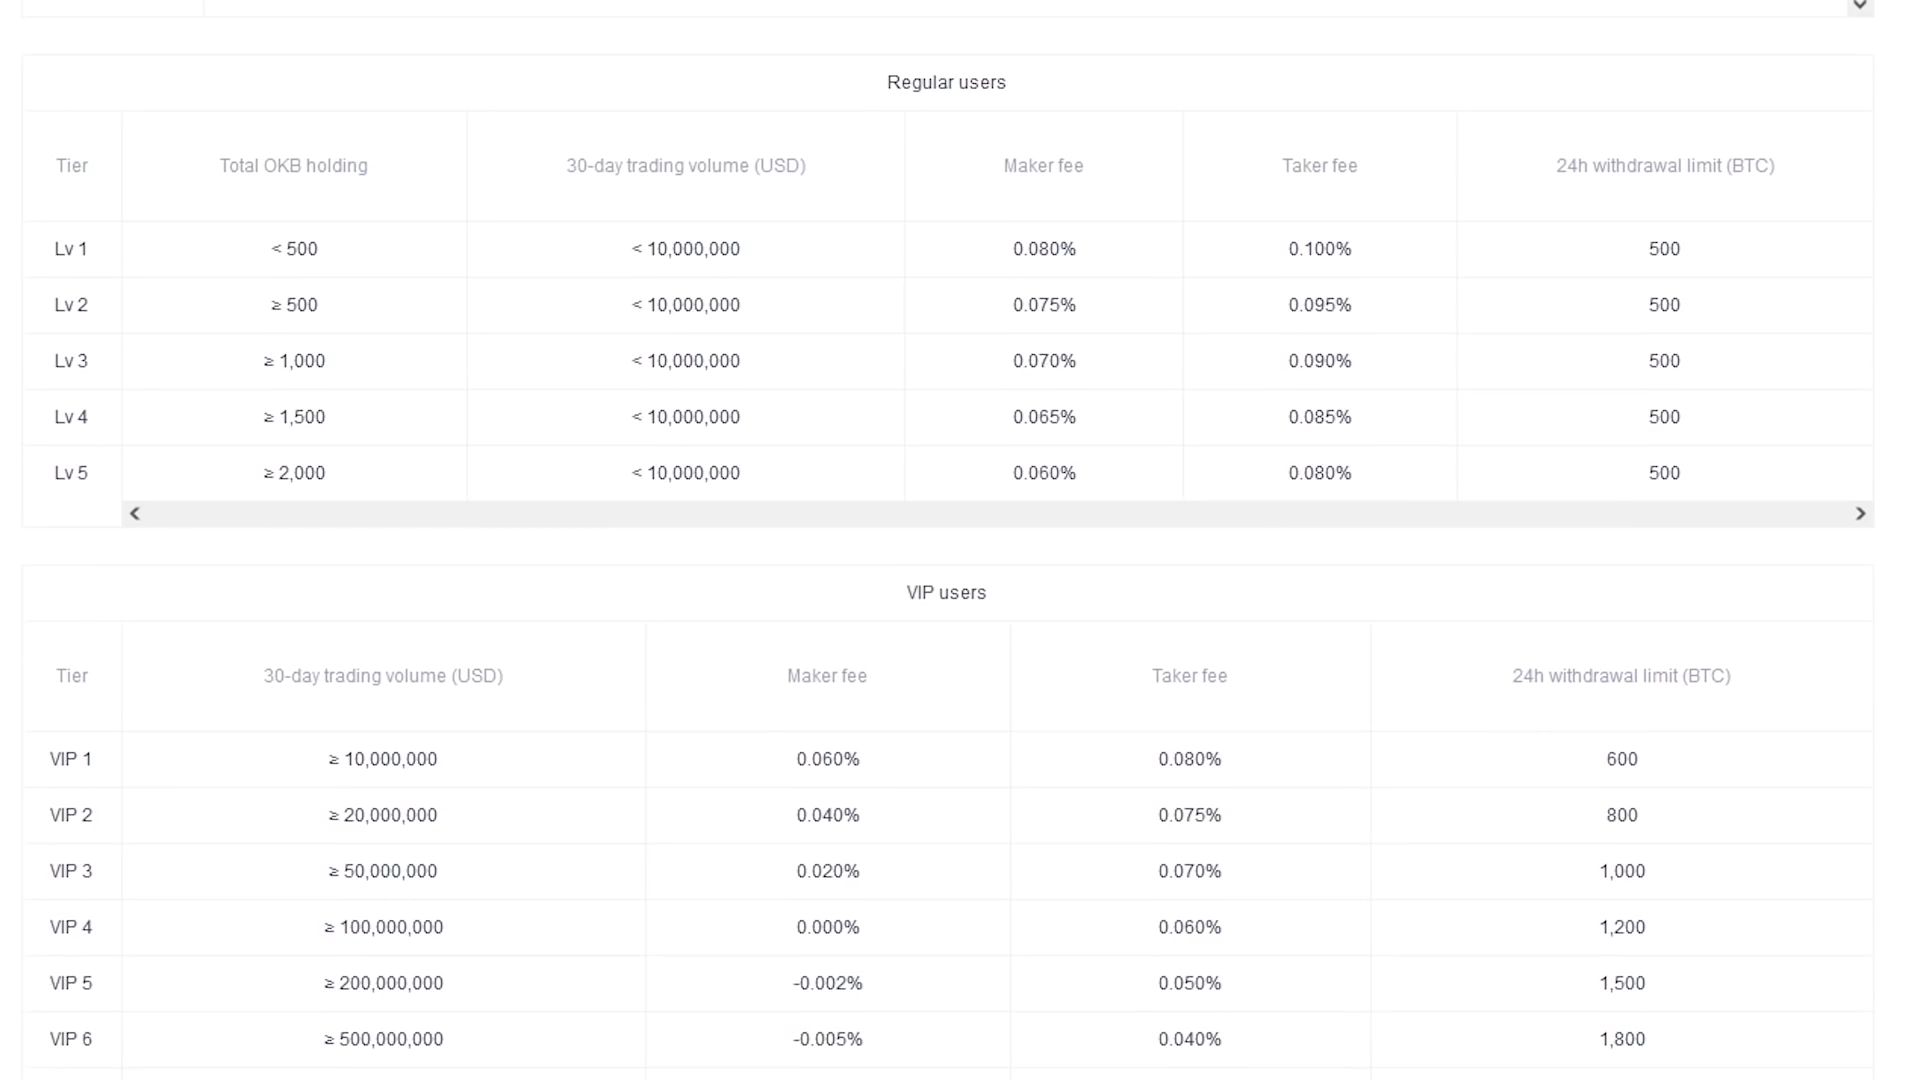 Regular users
Tier Total OKB holding 30-day trading volume (USD) Maker fee Taker fee 24h withdrawal limit (BTC)
Lv 1 < 500 < 10,000,000 0.080% 0.100% 500
Lv 2 ≥ 500 < 10,000,000 0.075% 0.095% 500
Lv 3 ≥ 1,000 < 10,000,000 0.070% 0.090% 500
Lv 4 ≥ 1,500 < 10,000,000 0.065% 0.085% 500
Lv 5 ≥ 2,000 < 10,000,000 0.060% 0.080% 500
VIP users
Tier 30-day trading volume (USD) Maker fee Taker fee 24h withdrawal limit (BTC)
VIP 1 ≥ 10,000,000 0.060% 0.080% 600
VIP 2 ≥ 20,000,000 0.040% 0.075% 800
VIP 3 ≥ 50,000,000 0.020% 0.070% 1,000
VIP 4 ≥ 100,000,000 0.000% 0.060% 1,200
VIP 5 ≥ 200,000,000 -0.002% 0.050% 1,500
VIP 6 ≥ 500,000,000 -0.005% 0.040% 1,800